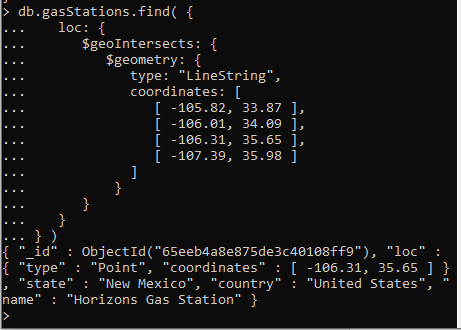 > db.gasStations.find( {
...     loc: {
...        $geoIntersects: {
...           $geometry: {
...              type: "LineString",
...              coordinates: [
...                 [ -105.82, 33.87 ],
...                 [ -106.01, 34.09 ],
...                 [ -106.31, 35.65 ],
...                 [ -107.39, 35.98 ]
...              ]
...            }
...        }
...     }
... } )
{ "_id" : ObjectId("65eeb4a8e875de3c40108ff9"), "loc" :
{ "type" : "Point", "coordinates" : [ -106.31, 35.65 ] }
, "state" : "New Mexico", "country" : "United States", "
name" : "Horizons Gas Station" }
>